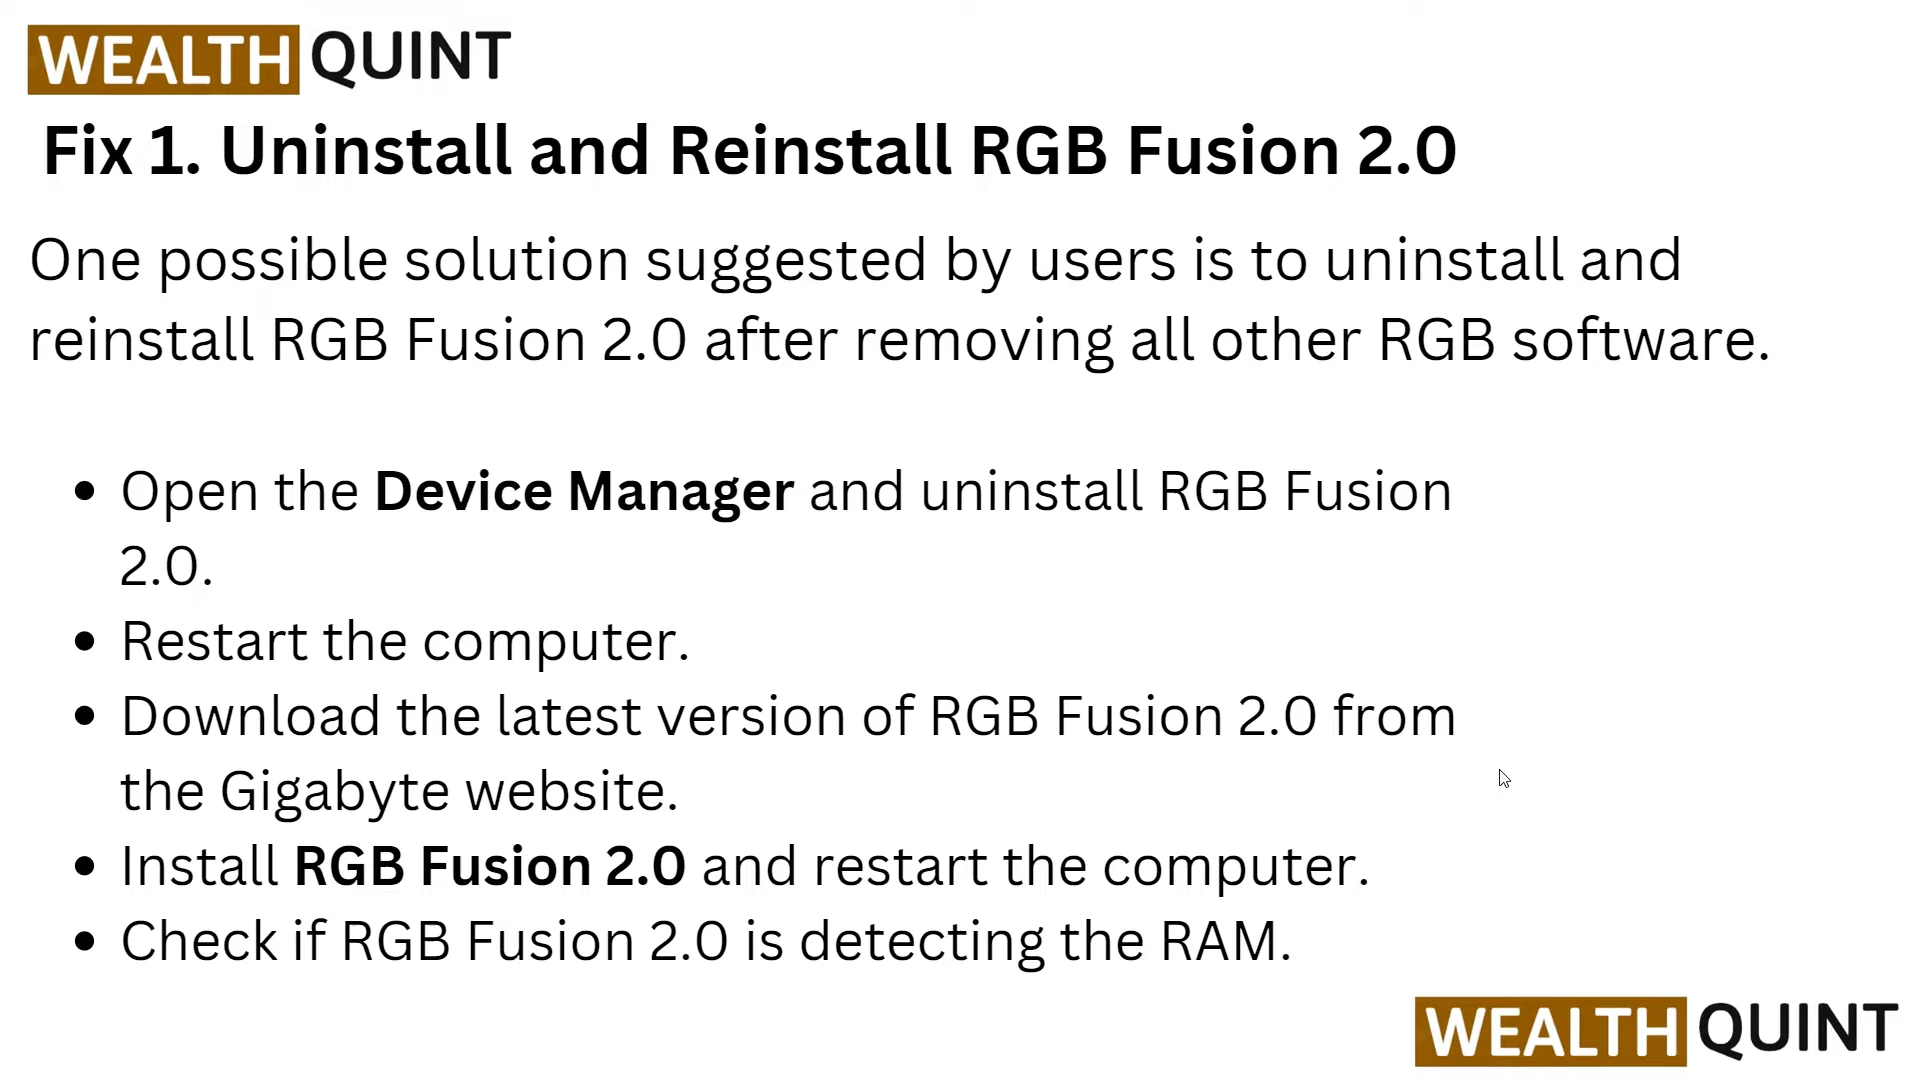 WEALTH QUINT
Fix 1. Uninstall and Reinstall RGB Fusion 2.0
One possible solution suggested by users is to uninstall and
reinstall RGB Fusion 2.0 after removing all other RGB software.
• Open the Device Manager and uninstall RGB Fusion
2.0.
• Restart the computer.
• Download the latest version of RGB Fusion 2.0 from
the Gigabyte website.
• Install RGB Fusion 2.0 and restart the computer.
• Check if RGB Fusion 2.0 is detecting the RAM.
WEALTH QUINT